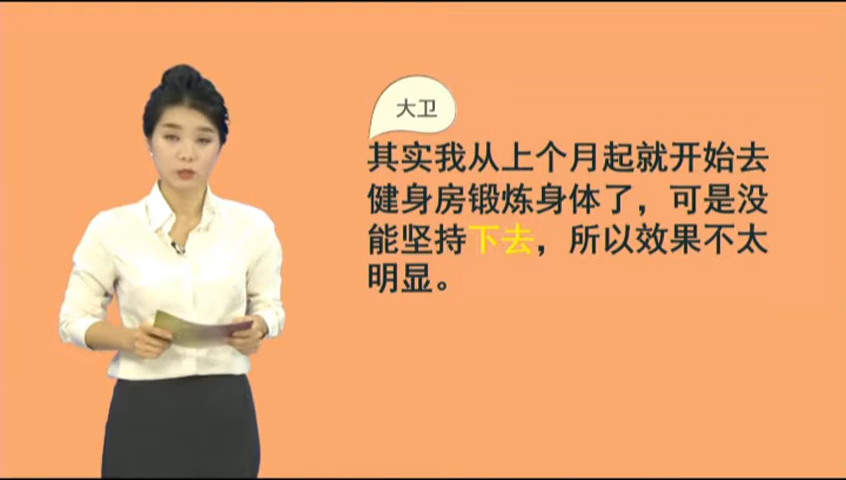 大卫
其实我从上个月起就开始去
健身房锻炼身体了，可是没
能坚持下去，所以效果不太
明显。